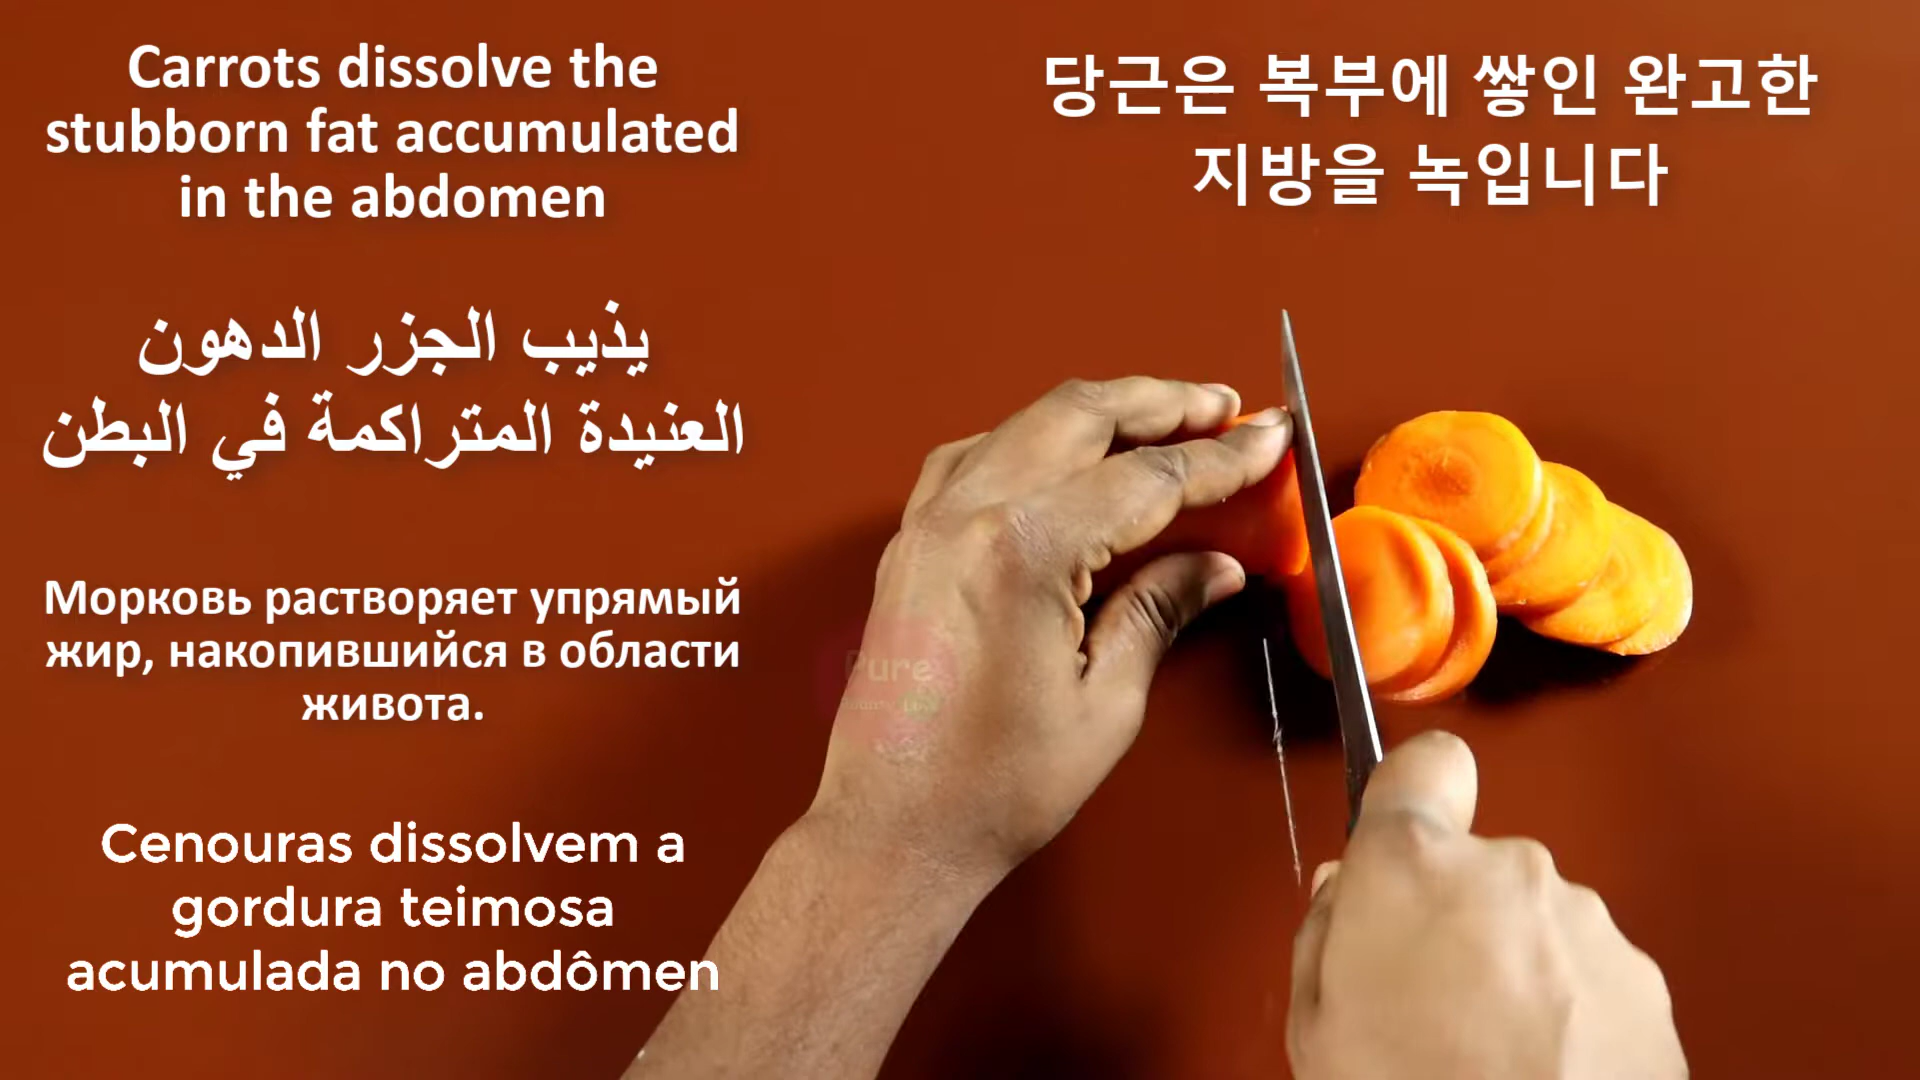 Carrots dissolve the
stubborn fat accumulated
in the abdomen
يذيب الجزر الدهون
العنيدة المتراكمة في البطن
Морковь растворяет упрямый
жир, накопившийся в области
живота.
Cenouras dissolvem a
gordura teimosa
acumulada no abdômen
당근은 복부에 쌓인 완고한
지방을 녹입니다
Pure